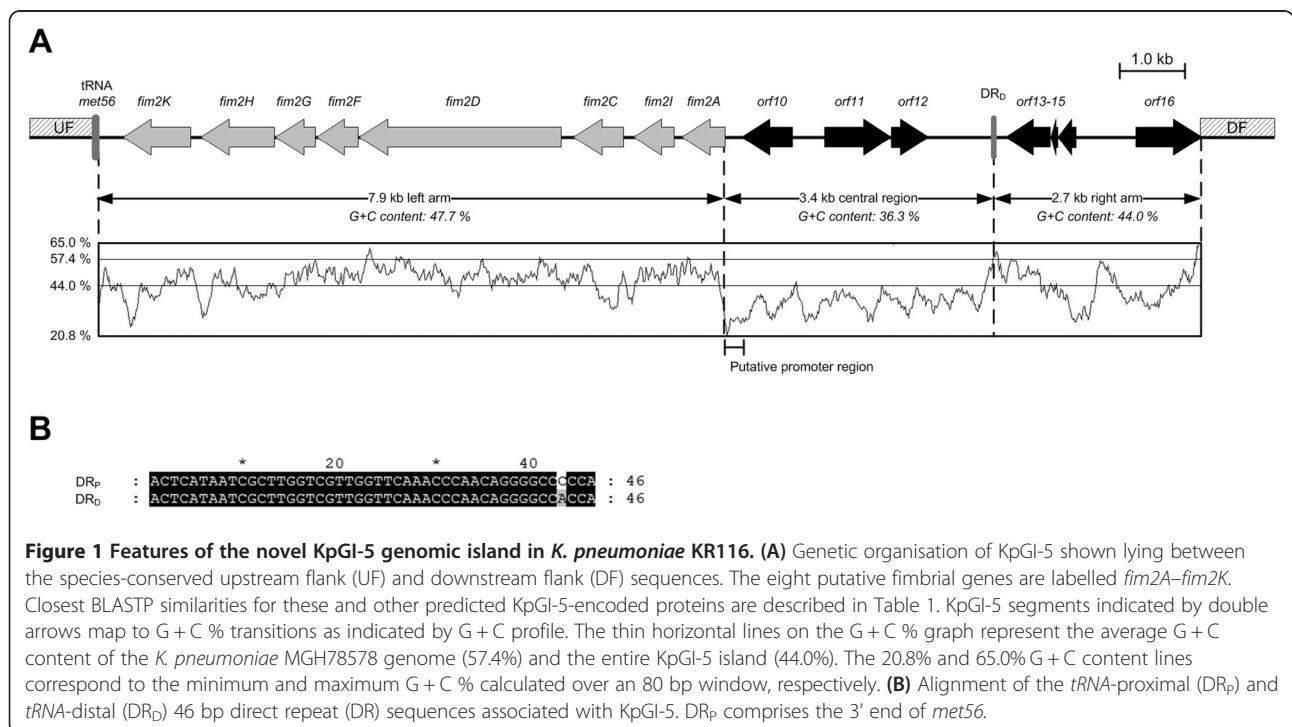 A
1.0 kb
tRNA
met56 fim2K fim2H fim2G fim2F fim2D fim2C fim2I fim2A orf10 orf11 orf12 DRD orf13-15 orf16
UF DF
7.9 kb left arm 3.4 kb central region 2.7 kb right arm
G+C content: 47.7 % G+C content: 36.3 % G+C content: 44.0 %
65.0 %
57.4 %
44.0 %
20.8 %
Putative promoter region
B
* 20 * 40
DRP : ACTCATAATCGCTTGGTCGTTGGTTCAAACCCAACAGGGGCCCCCA : 46
DRD : ACTCATAATCGCTTGGTCGTTGGTTCAAACCCAACAGGGGCCACCA : 46
Figure 1 Features of the novel KpGI-5 genomic island in K. pneumoniae KR116. (A) Genetic organisation of KpGI-5 shown lying between
the species-conserved upstream flank (UF) and downstream flank (DF) sequences. The eight putative fimbrial genes are labelled fim2A–fim2K.
Closest BLASTP similarities for these and other predicted KpGI-5-encoded proteins are described in Table 1. KpGI-5 segments indicated by double
arrows map to G + C % transitions as indicated by G + C profile. The thin horizontal lines on the G + C % graph represent the average G + C
content of the K. pneumoniae MGH78578 genome (57.4%) and the entire KpGI-5 island (44.0%). The 20.8% and 65.0% G + C content lines
correspond to the minimum and maximum G + C % calculated over an 80 bp window, respectively. (B) Alignment of the tRNA-proximal (DRP) and
tRNA-distal (DRD) 46 bp direct repeat (DR) sequences associated with KpGI-5. DRP comprises the 3′ end of met56.